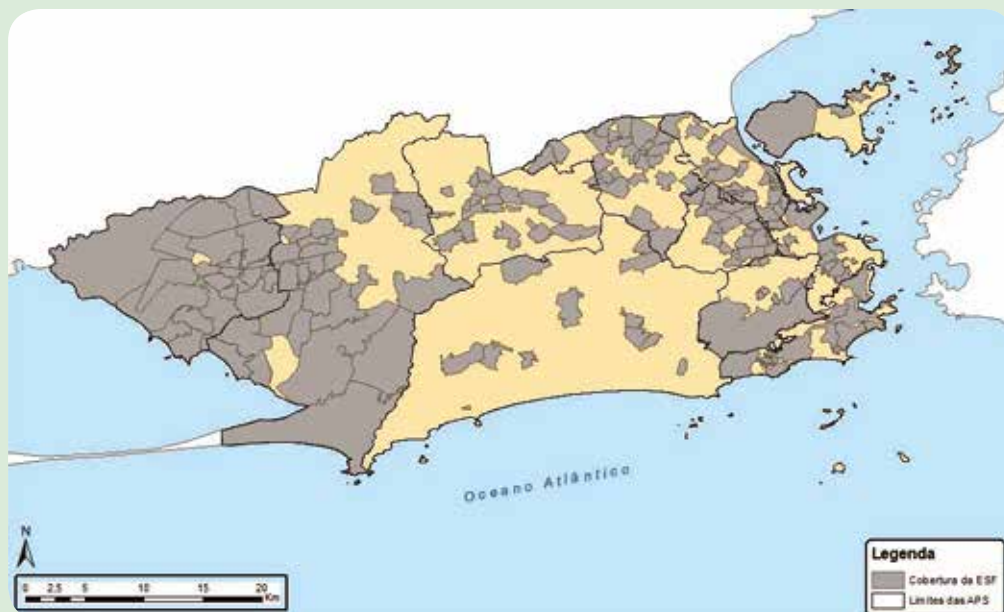 Oceano Atlântico
N
0 2,5 5 10 15 20
Km
Legenda
Cobertura da ESF
Limites das APS